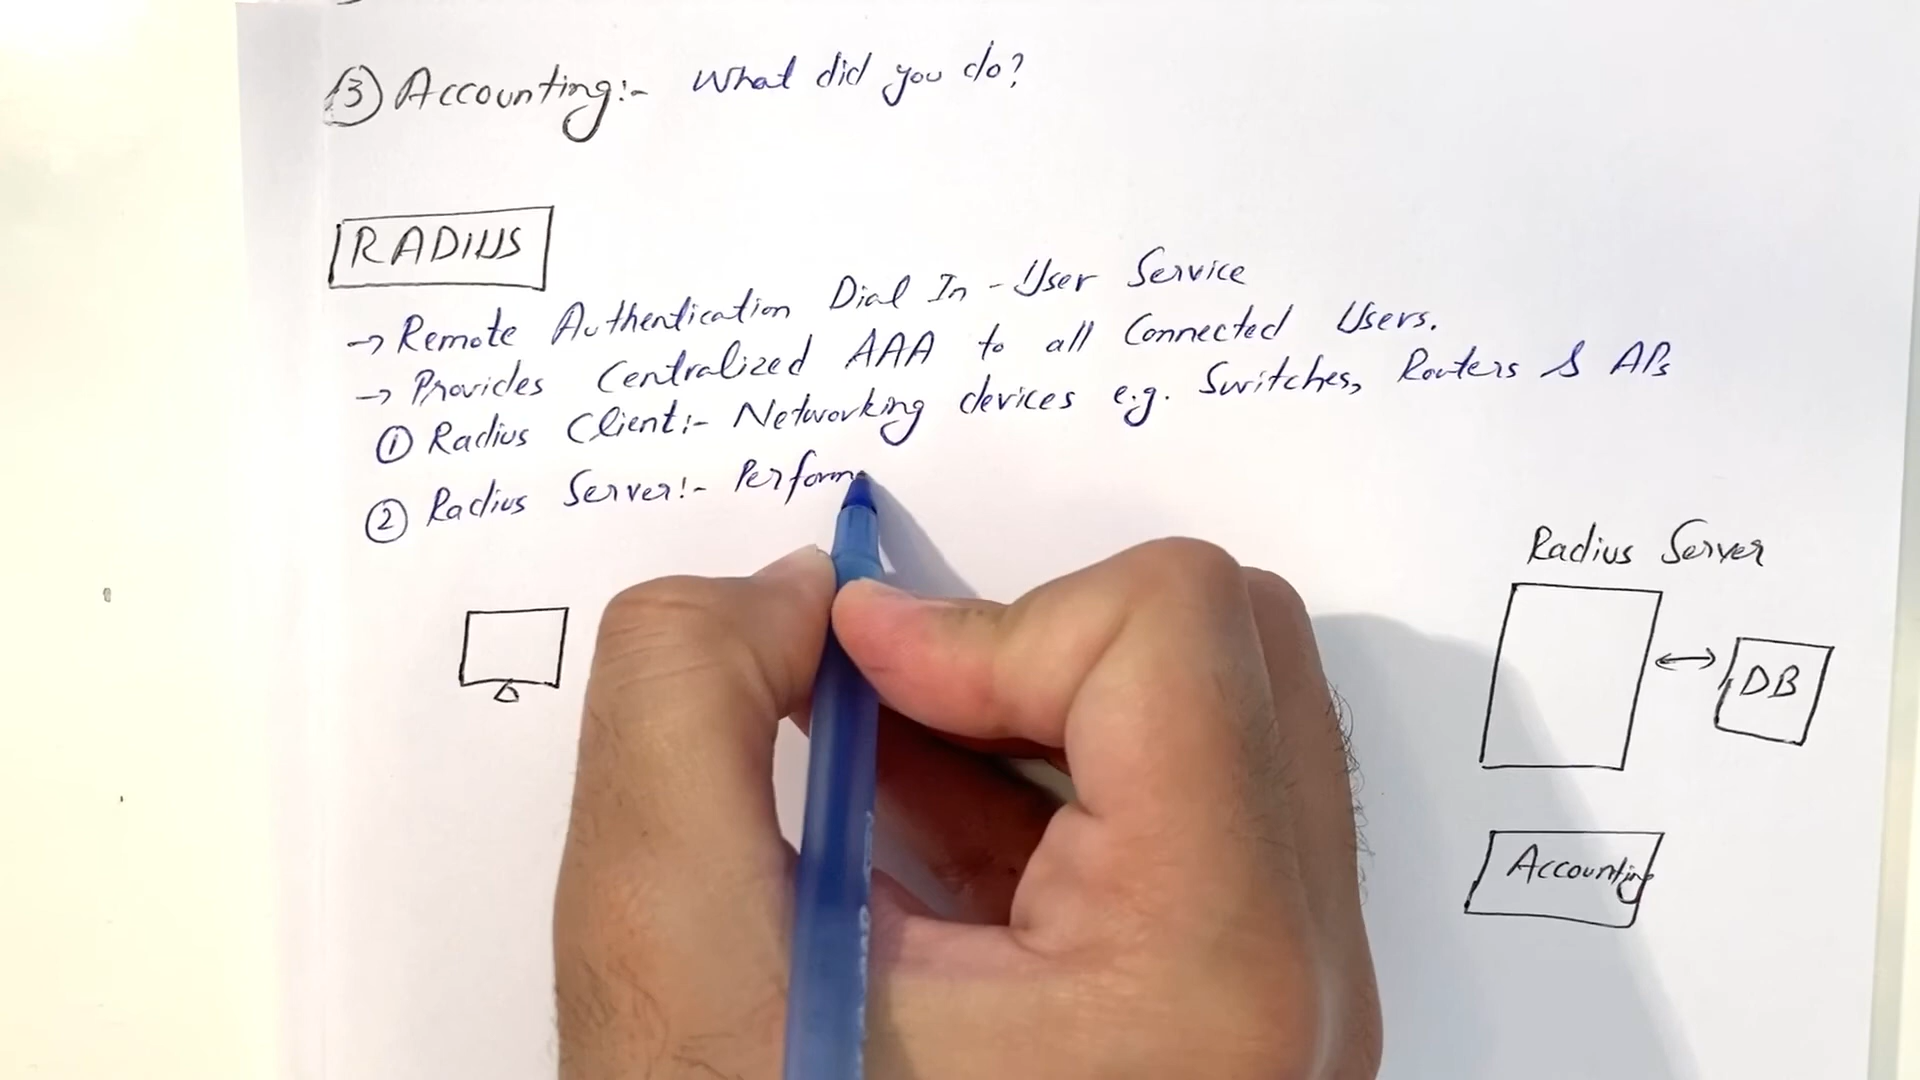 ③ Accounting:- What did you do?
RADIUS
→ Remote Authentication Dial In - User Service
→ Provides Centralized AAA to all Connected Users.
① Radius Client:- Networking devices e.g. Switches, Routers & APs
② Radius Server:- Perform
Radius Server
DB
Accounting